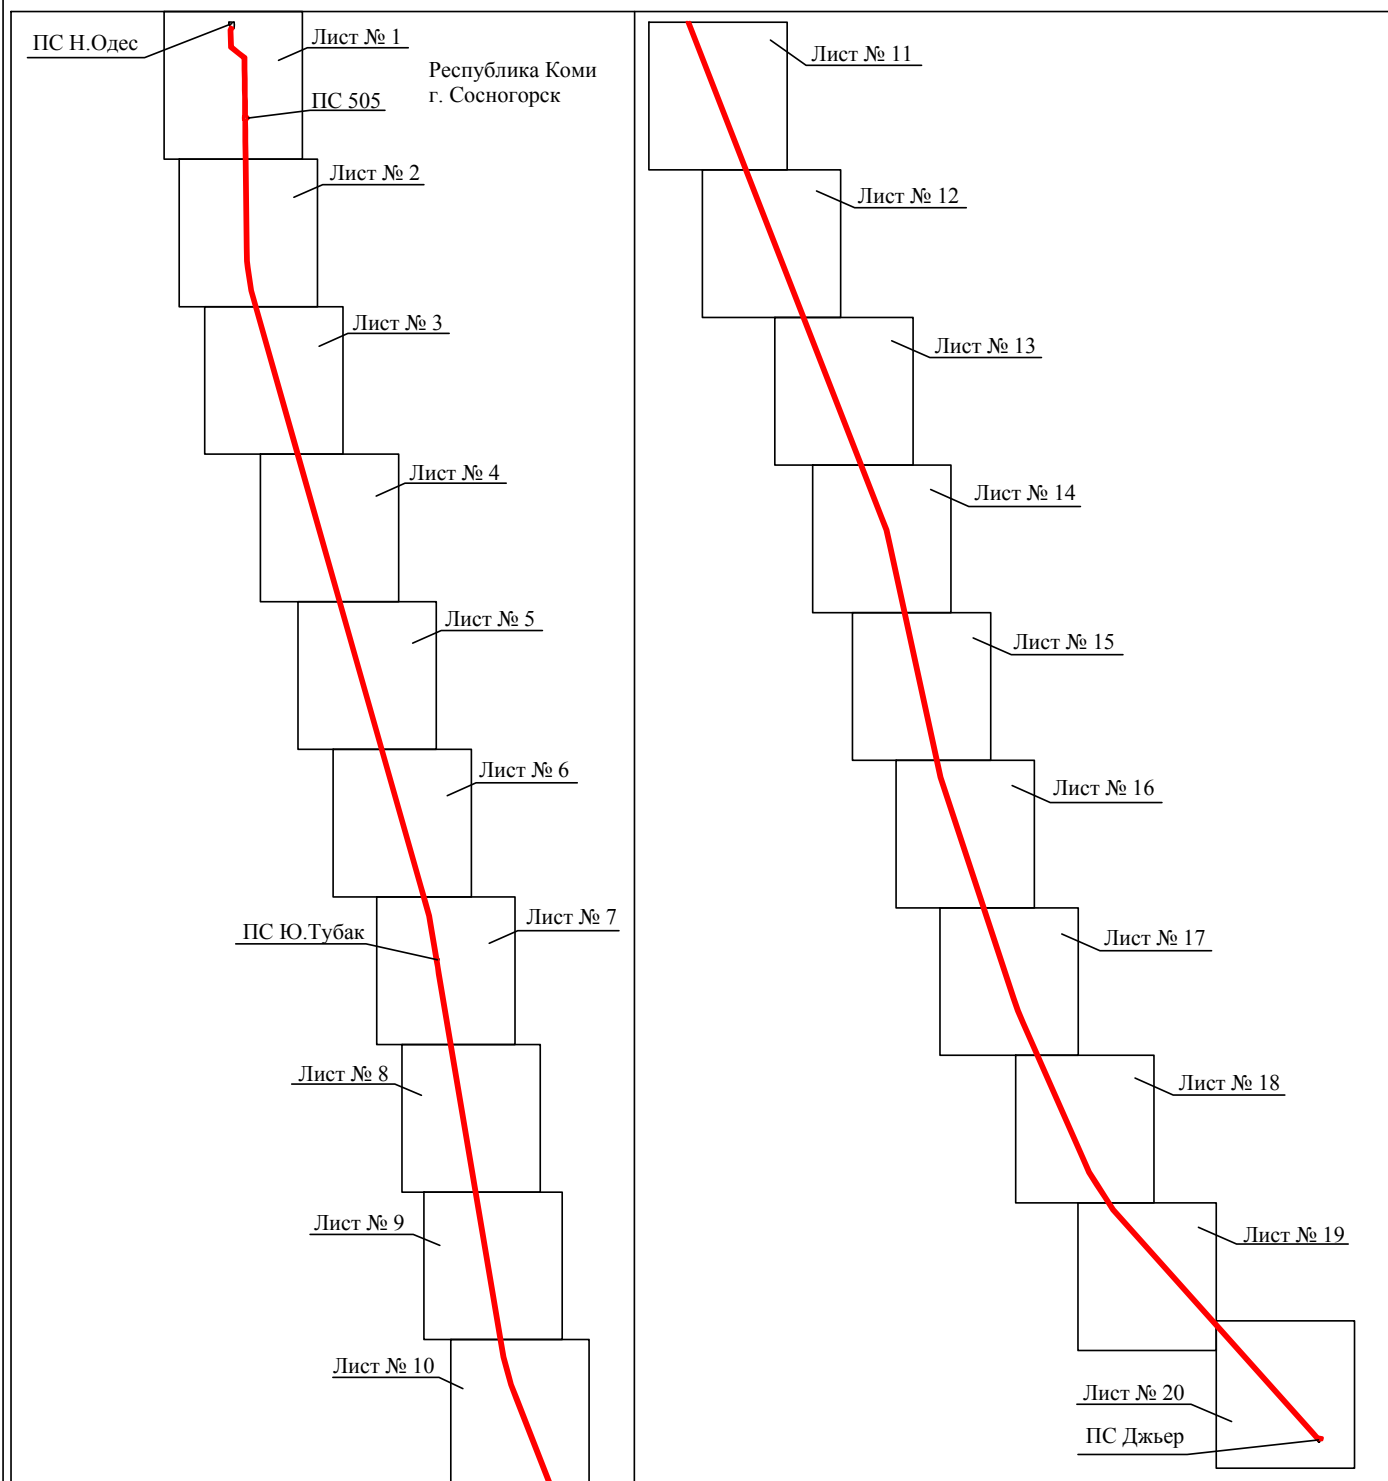 ПС Н.Одес
Лист № 1
Республика Коми
г. Сосногорск
ПС 505
Лист № 2
Лист № 3
Лист № 4
Лист № 5
Лист № 6
Лист № 7
ПС Ю.Тубак
Лист № 8
Лист № 9
Лист № 10
Лист № 11
Лист № 12
Лист № 13
Лист № 14
Лист № 15
Лист № 16
Лист № 17
Лист № 18
Лист № 19
Лист № 20
ПС Джьер